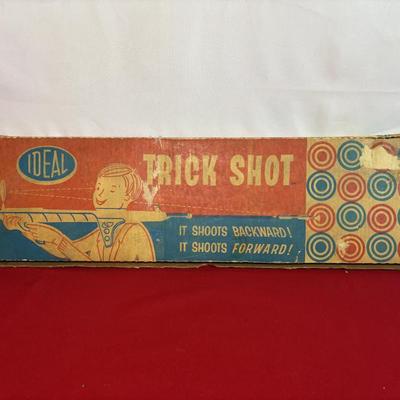 IDEAL
TRICK SHOT
IT SHOOTS BACKWARD!
IT SHOOTS FORWARD!